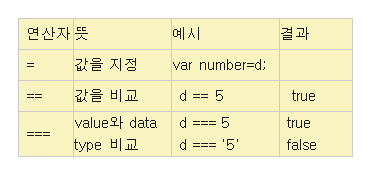 연산자 뜻 예시 결과
= 값을 지정 var number=d;
== 값을 비교 d == 5 true
=== value와 data type 비교 d === 5 true
d === '5' false